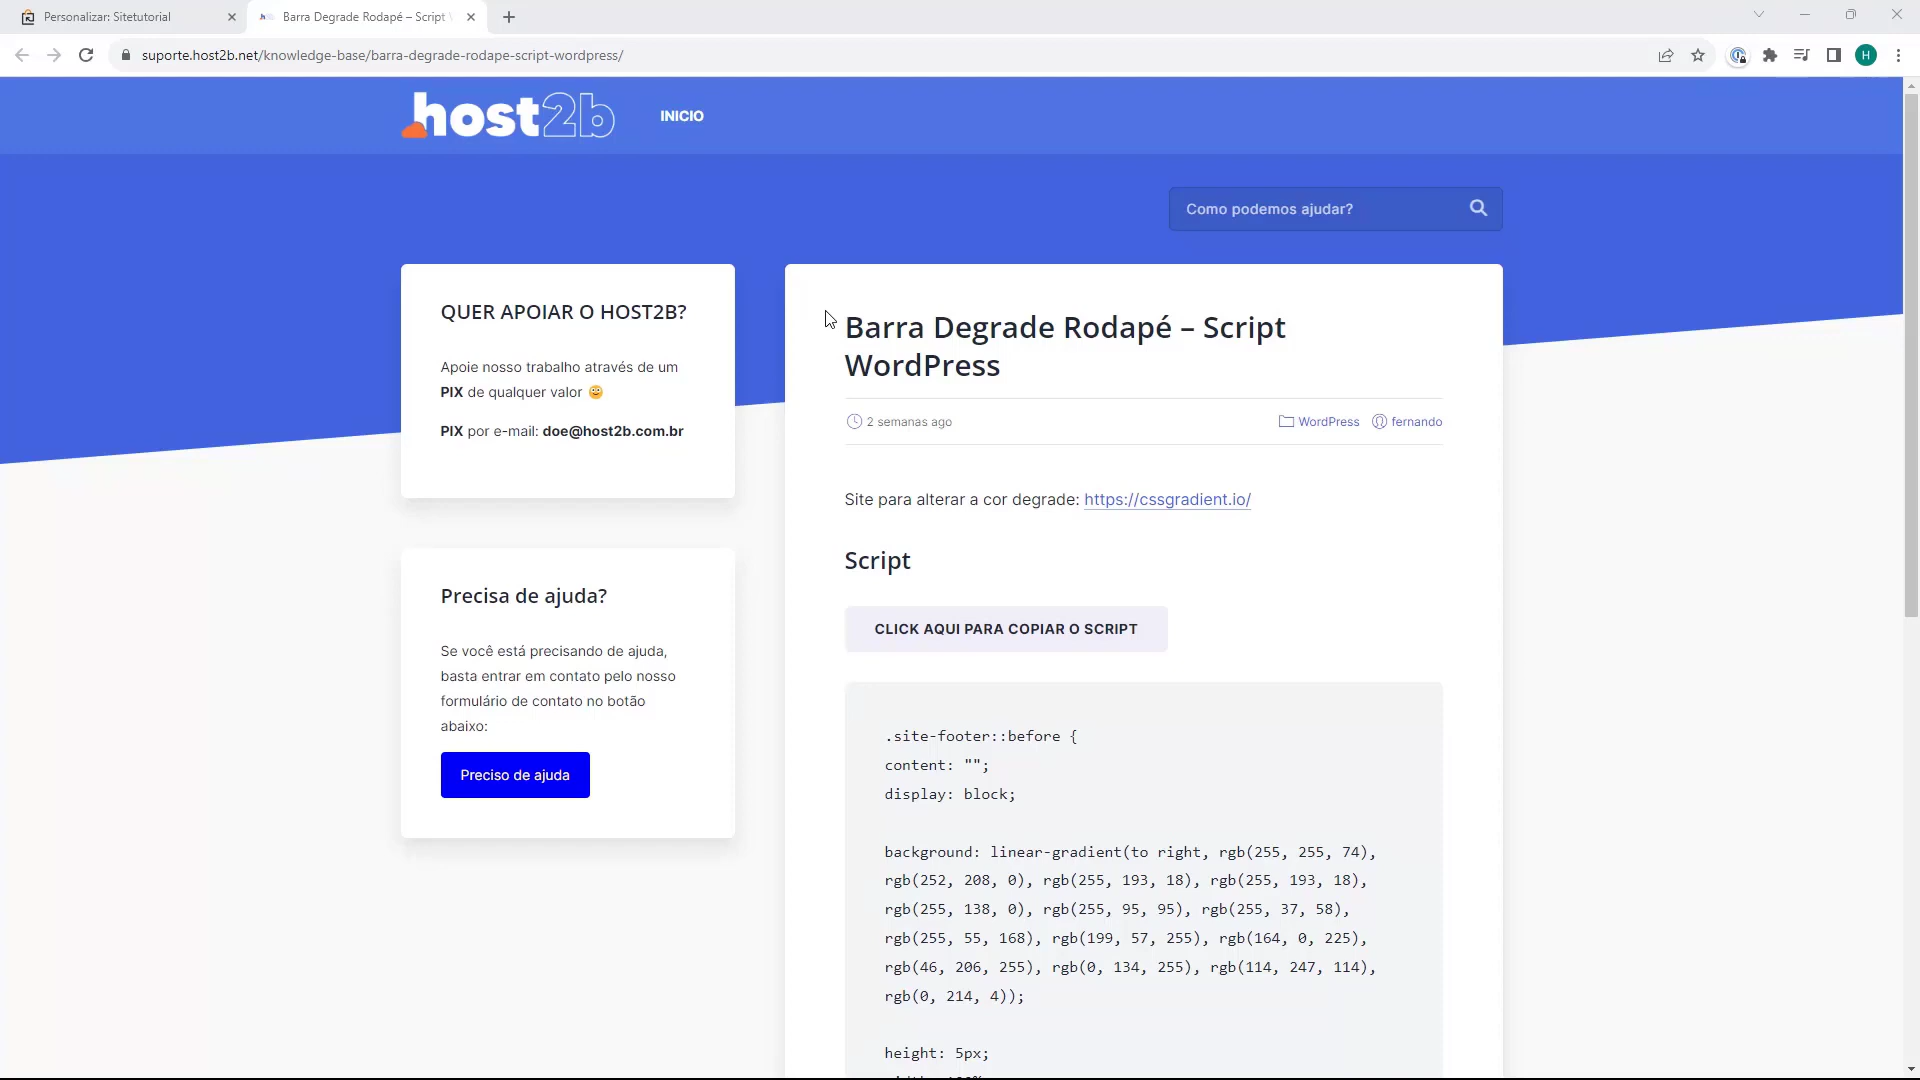 Personalizar: Sitetutorial
Barra Degrade Rodapé – Script
suporte.host2b.net/knowledge-base/barra-degrade-rodape-script-wordpress/
H
host2b
INICIO
Como podemos ajudar?
QUER APOIAR O HOST2B?
Apoie nosso trabalho através de um
PIX de qualquer valor
PIX por e-mail: doe@host2b.com.br
Precisa de ajuda?
Se você está precisando de ajuda,
basta entrar em contato pelo nosso
formulário de contato no botão
abaixo:
Preciso de ajuda
Barra Degrade Rodapé – Script
WordPress
2 semanas ago
WordPress
fernando
Site para alterar a cor degrade: https://cssgradient.io/
Script
CLICK AQUI PARA COPIAR O SCRIPT
.site-footer::before {
content: "";
display: block;
background: linear-gradient(to right, rgb(255, 255, 74),
rgb(252, 208, 0), rgb(255, 193, 18), rgb(255, 193, 18),
rgb(255, 138, 0), rgb(255, 95, 95), rgb(255, 37, 58),
rgb(255, 55, 168), rgb(199, 57, 255), rgb(164, 0, 225),
rgb(46, 206, 255), rgb(0, 134, 255), rgb(114, 247, 114),
rgb(0, 214, 4));
height: 5px;